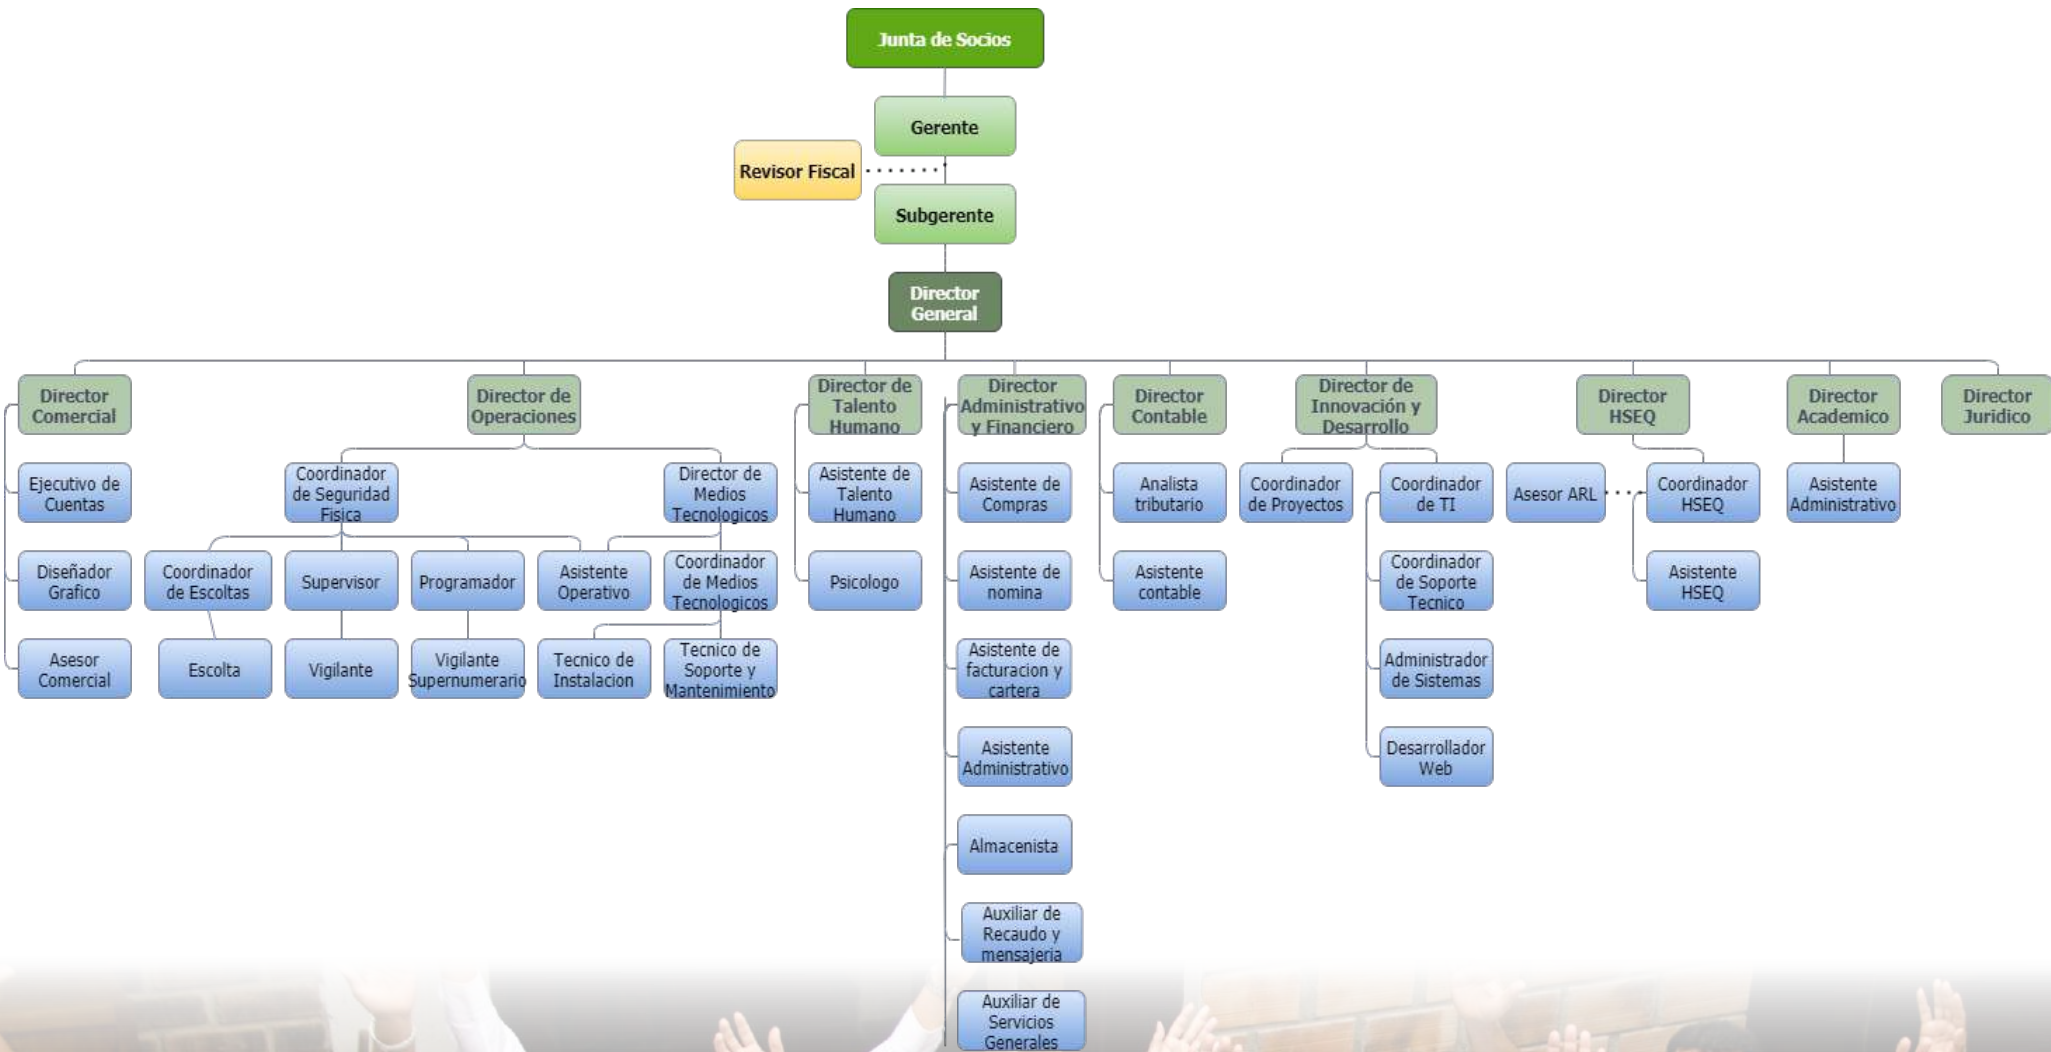 Junta de Socios
Gerente
Revisor Fiscal
Subgerente
Director
General
Director
Comercial
Director de
Operaciones
Director de
Talento
Humano
Director
Administrativo
y Financiero
Director
Contable
Director de
Innovación y
Desarrollo
Director
HSEQ
Director
Academico
Director
Juridico
Ejecutivo de
Cuentas
Coordinador
de Seguridad
Fisica
Director de
Medios
Tecnologicos
Asistente de
Talento
Humano
Asistente de
Compras
Analista
tributario
Coordinador
de Proyectos
Coordinador
de TI
Asesor ARL
Coordinador
HSEQ
Asistente
Administrativo
Diseñador
Grafico
Coordinador
de Escoltas
Supervisor
Programador
Asistente
Operativo
Coordinador
de Medios
Tecnologicos
Psicologo
Asistente de
nomina
Asistente
contable
Coordinador
de Soporte
Tecnico
Asistente
HSEQ
Asesor
Comercial
Escolta
Vigilante
Vigilante
Supernumerario
Tecnico de
Instalacion
Tecnico de
Soporte y
Mantenimiento
Asistente de
facturacion y
cartera
Administrador
de Sistemas
Asistente
Administrativo
Desarrollador
Web
Almacenista
Auxiliar de
Recaudo y
mensajeria
Auxiliar de
Servicios
Generales